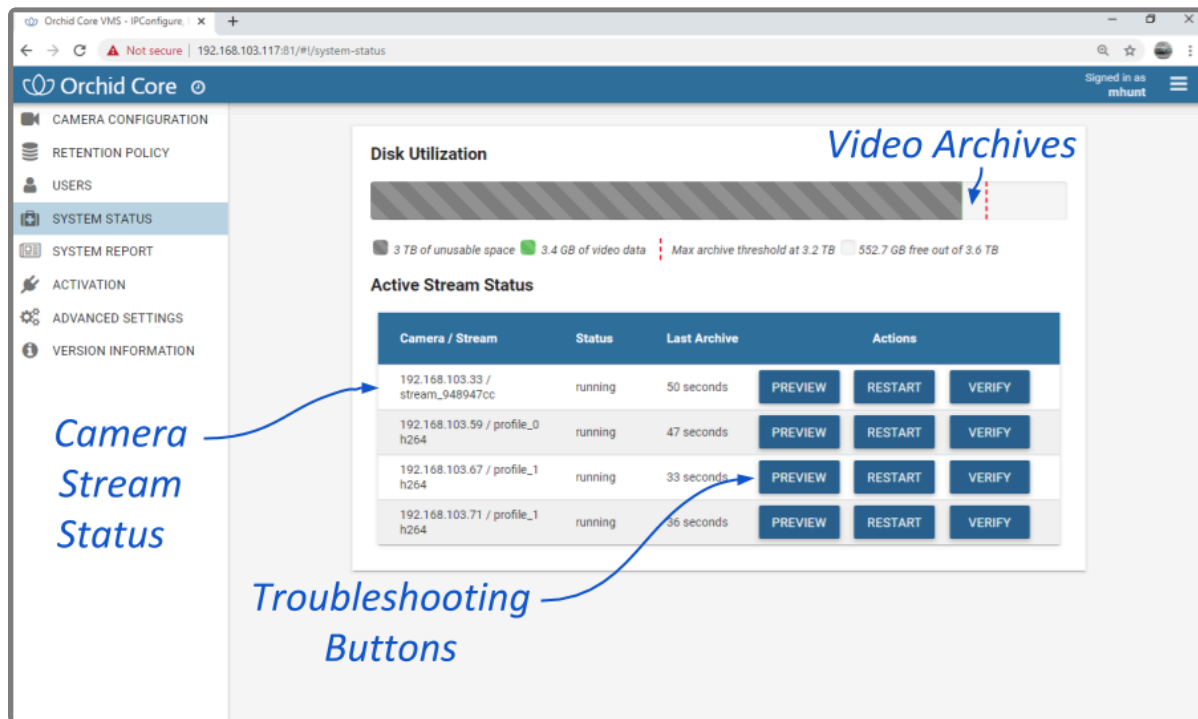 Orchid Core VMS - IPConfigure, I
Not secure | 192.168.103.117:81/#!/system-status
Orchid Core
Signed in as
mhunt
CAMERA CONFIGURATION
RETENTION POLICY
USERS
SYSTEM STATUS
SYSTEM REPORT
ACTIVATION
ADVANCED SETTINGS
VERSION INFORMATION
Disk Utilization
Video Archives
3 TB of unusable space 3.4 GB of video data Max archive threshold at 3.2 TB 552.7 GB free out of 3.6 TB
Active Stream Status
Camera / Stream Status Last Archive Actions
192.168.103.33 /
stream_948947cc
running 50 seconds PREVIEW RESTART VERIFY
192.168.103.59 / profile_0
h264
running 47 seconds PREVIEW RESTART VERIFY
192.168.103.67 / profile_1
h264
running 33 seconds PREVIEW RESTART VERIFY
192.168.103.71 / profile_1
h264
running 36 seconds PREVIEW RESTART VERIFY
Camera
Stream
Status
Troubleshooting
Buttons